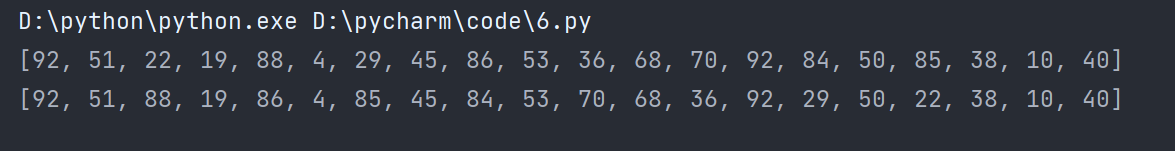 D:\python\python.exe D:\pycharm\code\6.py
[92, 51, 22, 19, 88, 4, 29, 45, 86, 53, 36, 68, 70, 92, 84, 50, 85, 38, 10, 40]
[92, 51, 88, 19, 86, 4, 85, 45, 84, 53, 70, 68, 36, 92, 29, 50, 22, 38, 10, 40]